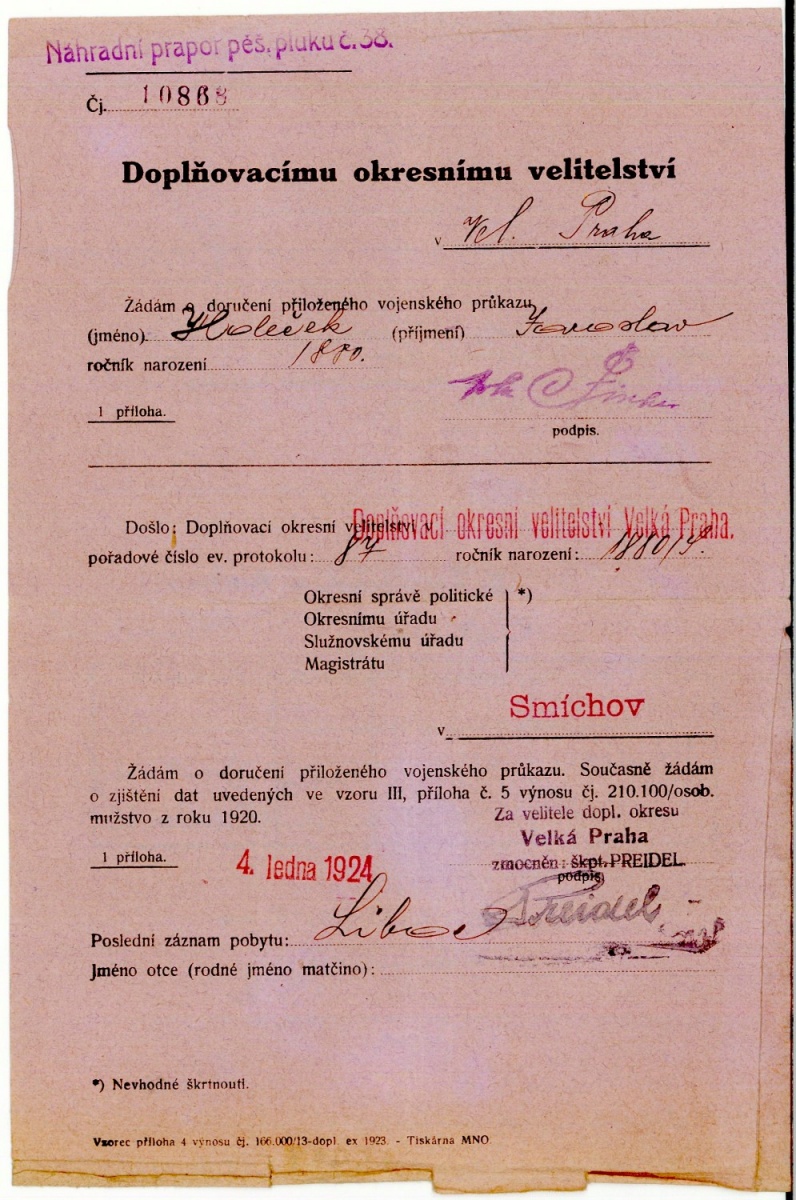 Náhradní prapor pěš. pluku č. 38.
Čj. 10868
Doplňovacímu okresnímu velitelství
v Vel. Praha
Žádám o doručení přiloženého vojenského průkazu
(jméno) Holeček (příjmení) Jaroslav
ročník narození 1880.
1 příloha.
podpis.
Došlo: Doplňovací okresní velitelství v Doplňovací okresní velitelství Velká Praha.
pořadové číslo ev. protokolu: 87 ročník narození: 1880/
Okresní správě politické *)
Okresnímu úřadu
Služnovskému úřadu
Magistrátu
v Smíchov
Žádám o doručení přiloženého vojenského průkazu. Současně žádám
o zjištění dat uvedených ve vzoru III, příloha č. 5 výnosu čj. 210.100/osob.
mužstvo z roku 1920.
Za velitele dopl. okresu
Velká Praha
1 příloha. 4. ledna 1924 zmocněn: škpt. PREIDEL.
podpis
Preidel
Poslední záznam pobytu: Liboc
Jméno otce (rodné jméno matčino):
*) Nevhodné škrtnouti.
Vzorec příloha 4 výnosu čj. 166.000/13-dopl. ex 1923. - Tiskárna MNO.